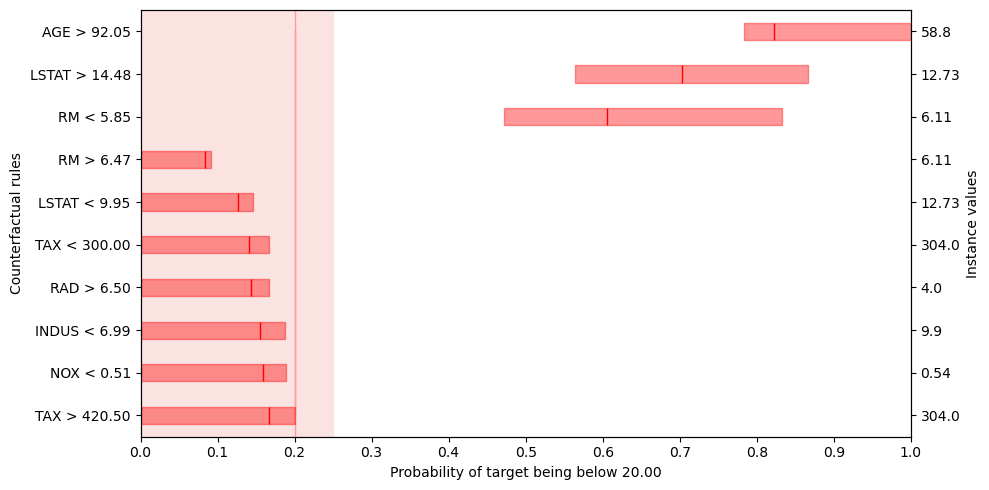 Counterfactual rules
AGE > 92.05 58.8
LSTAT > 14.48 12.73
RM < 5.85 6.11
RM > 6.47 6.11
LSTAT < 9.95 12.73
TAX < 300.00 304.0
RAD > 6.50 4.0
INDUS < 6.99 9.9
NOX < 0.51 0.54
TAX > 420.50 304.0
Instance values
0.0 0.1 0.2 0.3 0.4 0.5 0.6 0.7 0.8 0.9 1.0
Probability of target being below 20.00